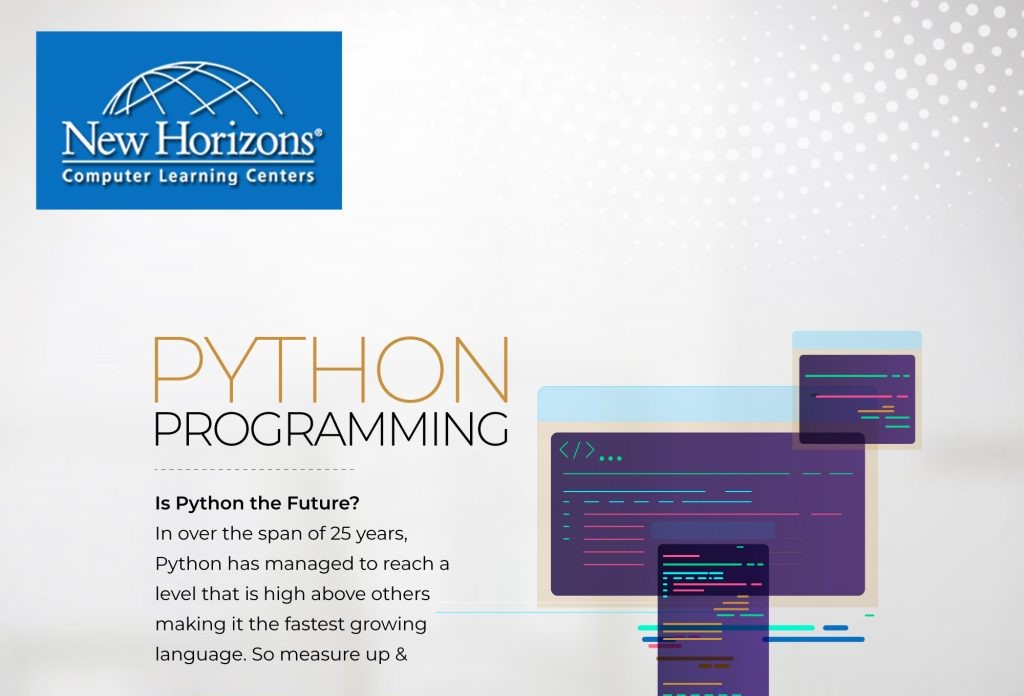 New Horizons®
Computer Learning Centers
PYTHON
PROGRAMMING
Is Python the Future?
In over the span of 25 years,
Python has managed to reach a
level that is high above others
making it the fastest growing
language. So measure up &
</>...